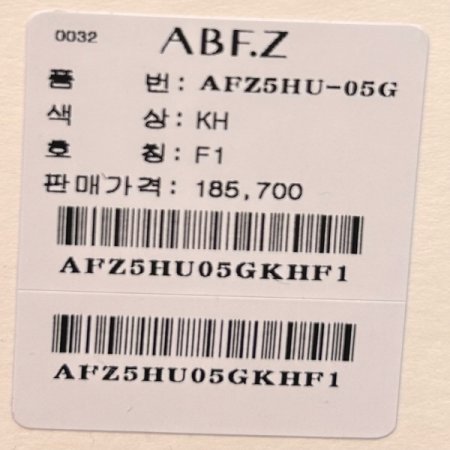 0032 ABF.Z
품 번: AFZ5HU-05G
색 상: KH
호 칭: F1
판매가격: 185,700
AFZ5HU05GKHF1
AFZ5HU05GKHF1